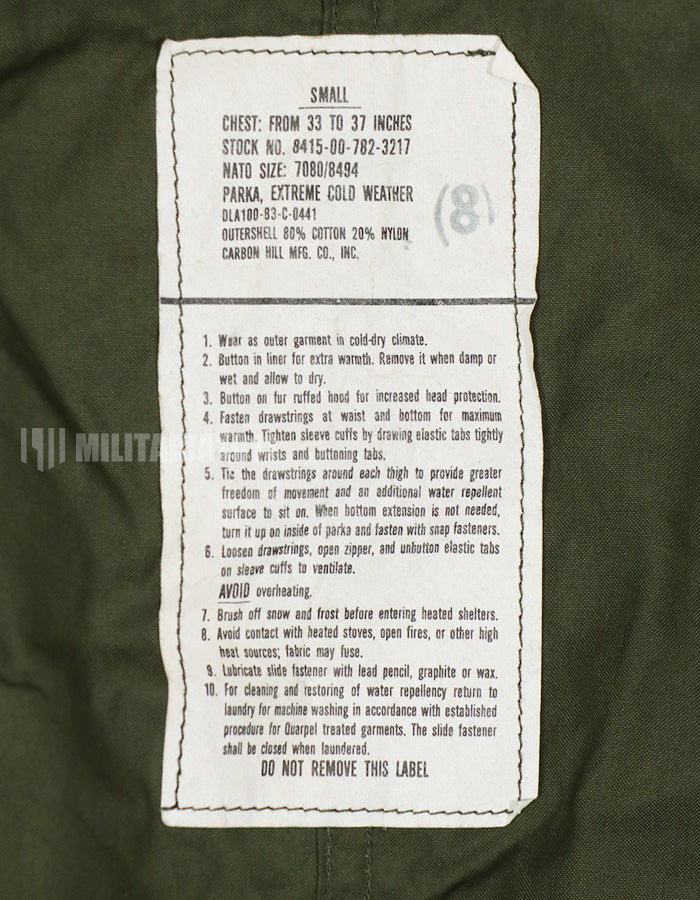 SMALL
CHEST: FROM 33 TO 37 INCHES
STOCK NO. 8415-00-782-3217
NATO SIZE: 7080/8494
PARKA, EXTREME COLD WEATHER
(8)
DLA100-83-C-0441
OUTERSHELL 80% COTTON 20% NYLON
CARBON HILL MFG. CO., INC.
1. Wear as outer garment in cold-dry climate.
2. Button in liner for extra warmth. Remove it when damp or
wet and allow to dry.
3. Button on fur ruffed hood for increased head protection.
4. Fasten drawstrings at waist and bottom for maximum
warmth. Tighten sleeve cuffs by drawing elastic tabs tightly
around wrists and buttoning tabs.
5. Tie the drawstrings around each thigh to provide greater
freedom of movement and an additional water repellent
surface to sit on. When bottom extension is not needed,
turn it up on inside of parka and fasten with snap fasteners.
6. Loosen drawstrings, open zipper, and unbutton elastic tabs
on sleeve cuffs to ventilate.
AVOID overheating.
7. Brush off snow and frost before entering heated shelters.
8. Avoid contact with heated stoves, open fires, or other high
heat sources; fabric may fuse.
9. Lubricate slide fastener with lead pencil, graphite or wax.
10. For cleaning and restoring of water repellency return to
laundry for machine washing in accordance with established
procedure for Quarpel treated garments. The slide fastener
shall be closed when laundered.
DO NOT REMOVE THIS LABEL